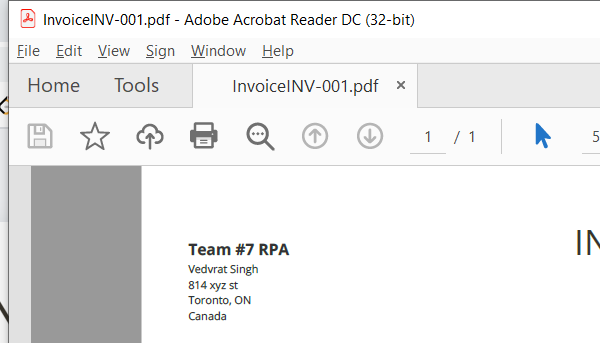 InvoiceINV-001.pdf - Adobe Acrobat Reader DC (32-bit)
File Edit View Sign Window Help
Home Tools InvoiceINV-001.pdf ×
1 / 1 5
IN
Team #7 RPA
Vedvrat Singh
814 xyz st
Toronto, ON
Canada